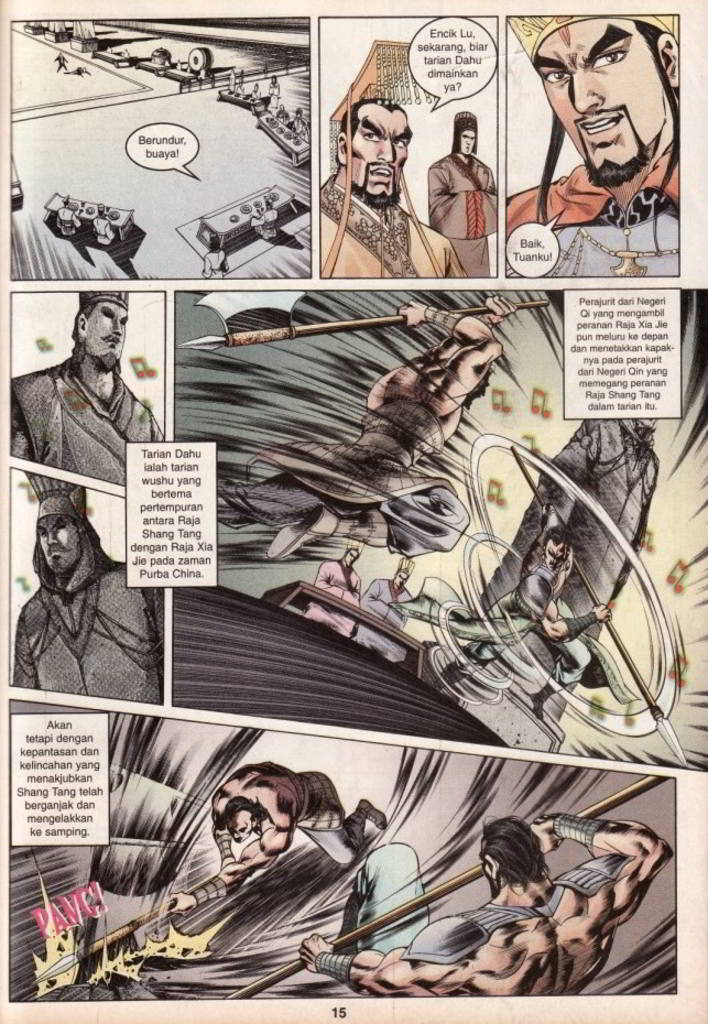 Berundur,
buaya!
Encik Lu,
sekarang, biar
tarian Dahu
dimainkan
ya?
Baik,
Tuanku!
Perajurit dari Negeri
Qi yang mengambil
peranan Raja Xia Jie
pun meluru ke depan
dan menetakkan kapak-
nya pada perajurit
dari Negeri Qin yang
memegang peranan
Raja Shang Tang
dalam tarian itu.
Tarian Dahu
ialah tarian
wushu yang
bertema
pertempuran
antara Raja
Shang Tang
dengan Raja Xia
Jie pada zaman
Purba China.
Akan
tetapi dengan
kepantasan dan
kelincahan yang
menakjubkan
Shang Tang telah
berganjak dan
mengelakkan
ke samping.
PANG!
15